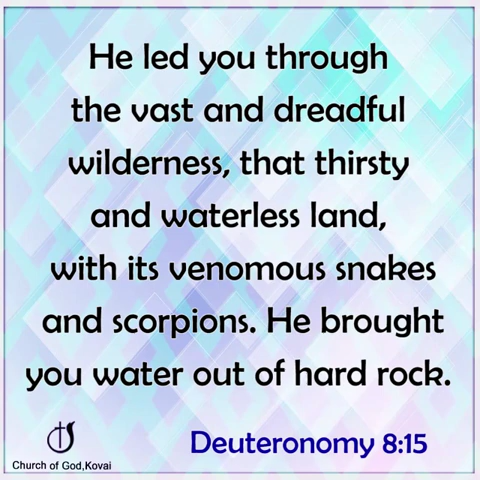 He led you through
the vast and dreadful
wilderness, that thirsty
and waterless land,
with its venomous snakes
and scorpions. He brought
you water out of hard rock.
Deuteronomy 8:15
Church of God,Kovai